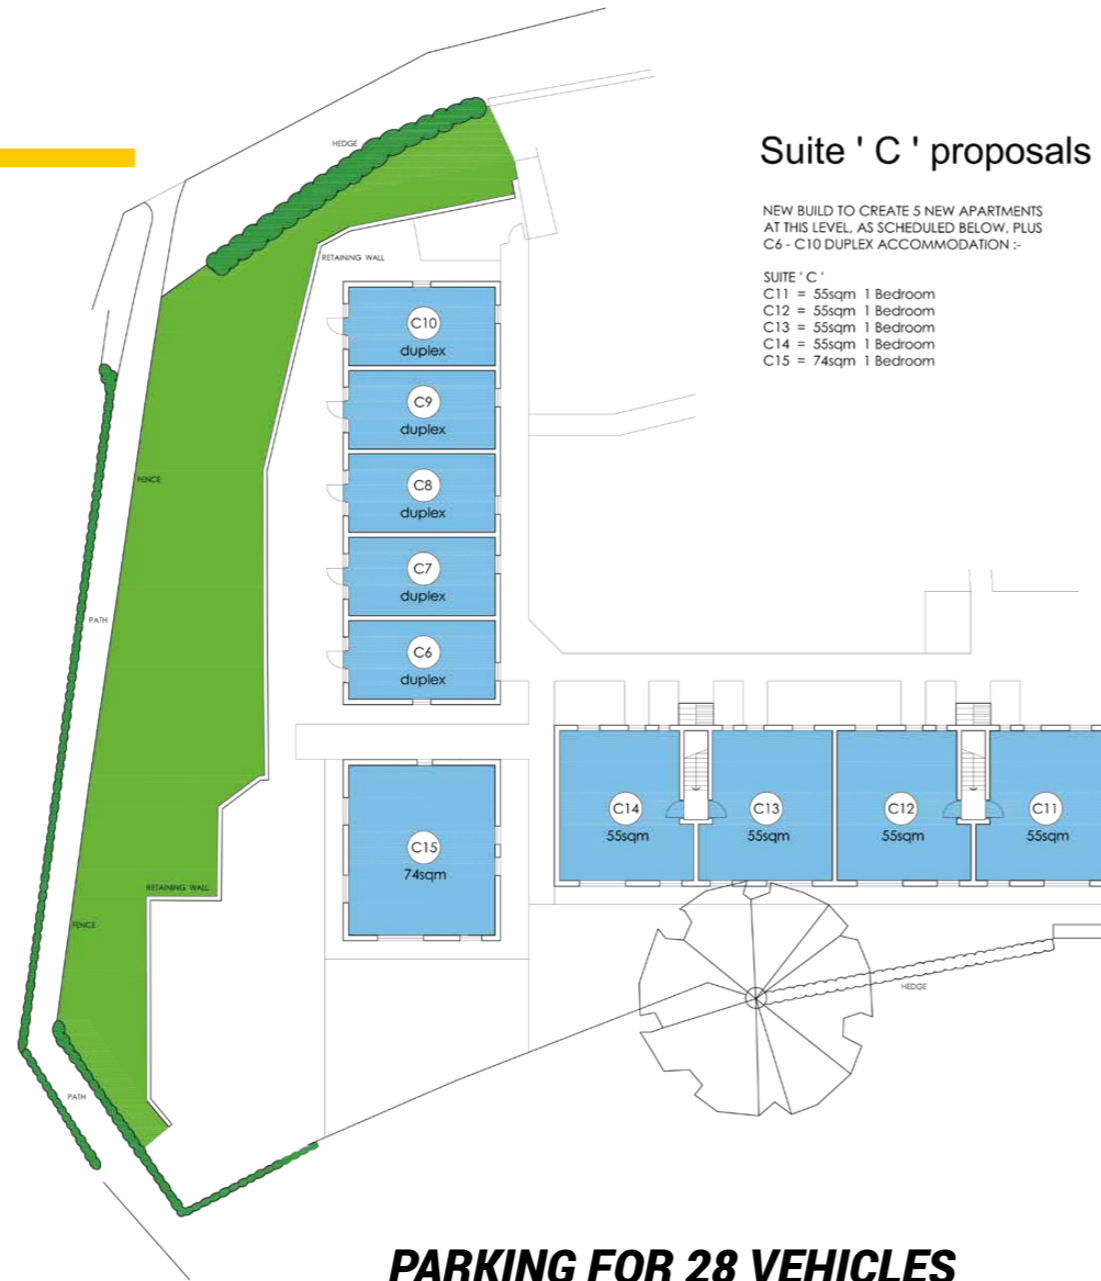 Suite ' C ' proposals
NEW BUILD TO CREATE 5 NEW APARTMENTS
AT THIS LEVEL, AS SCHEDULED BELOW, PLUS
C6 - C10 DUPLEX ACCOMMODATION :-
SUITE ' C '
C11 = 55sqm 1 Bedroom
C12 = 55sqm 1 Bedroom
C13 = 55sqm 1 Bedroom
C14 = 55sqm 1 Bedroom
C15 = 74sqm 1 Bedroom
HEDGE
RETAINING WALL
C10
duplex
C9
duplex
FENCE
C8
duplex
C7
duplex
PATH
C6
duplex
C14
55sqm
C13
55sqm
C12
55sqm
C11
55sqm
C15
74sqm
RETAINING WALL
FENCE
HEDGE
PATH
PARKING FOR 28 VEHICLES